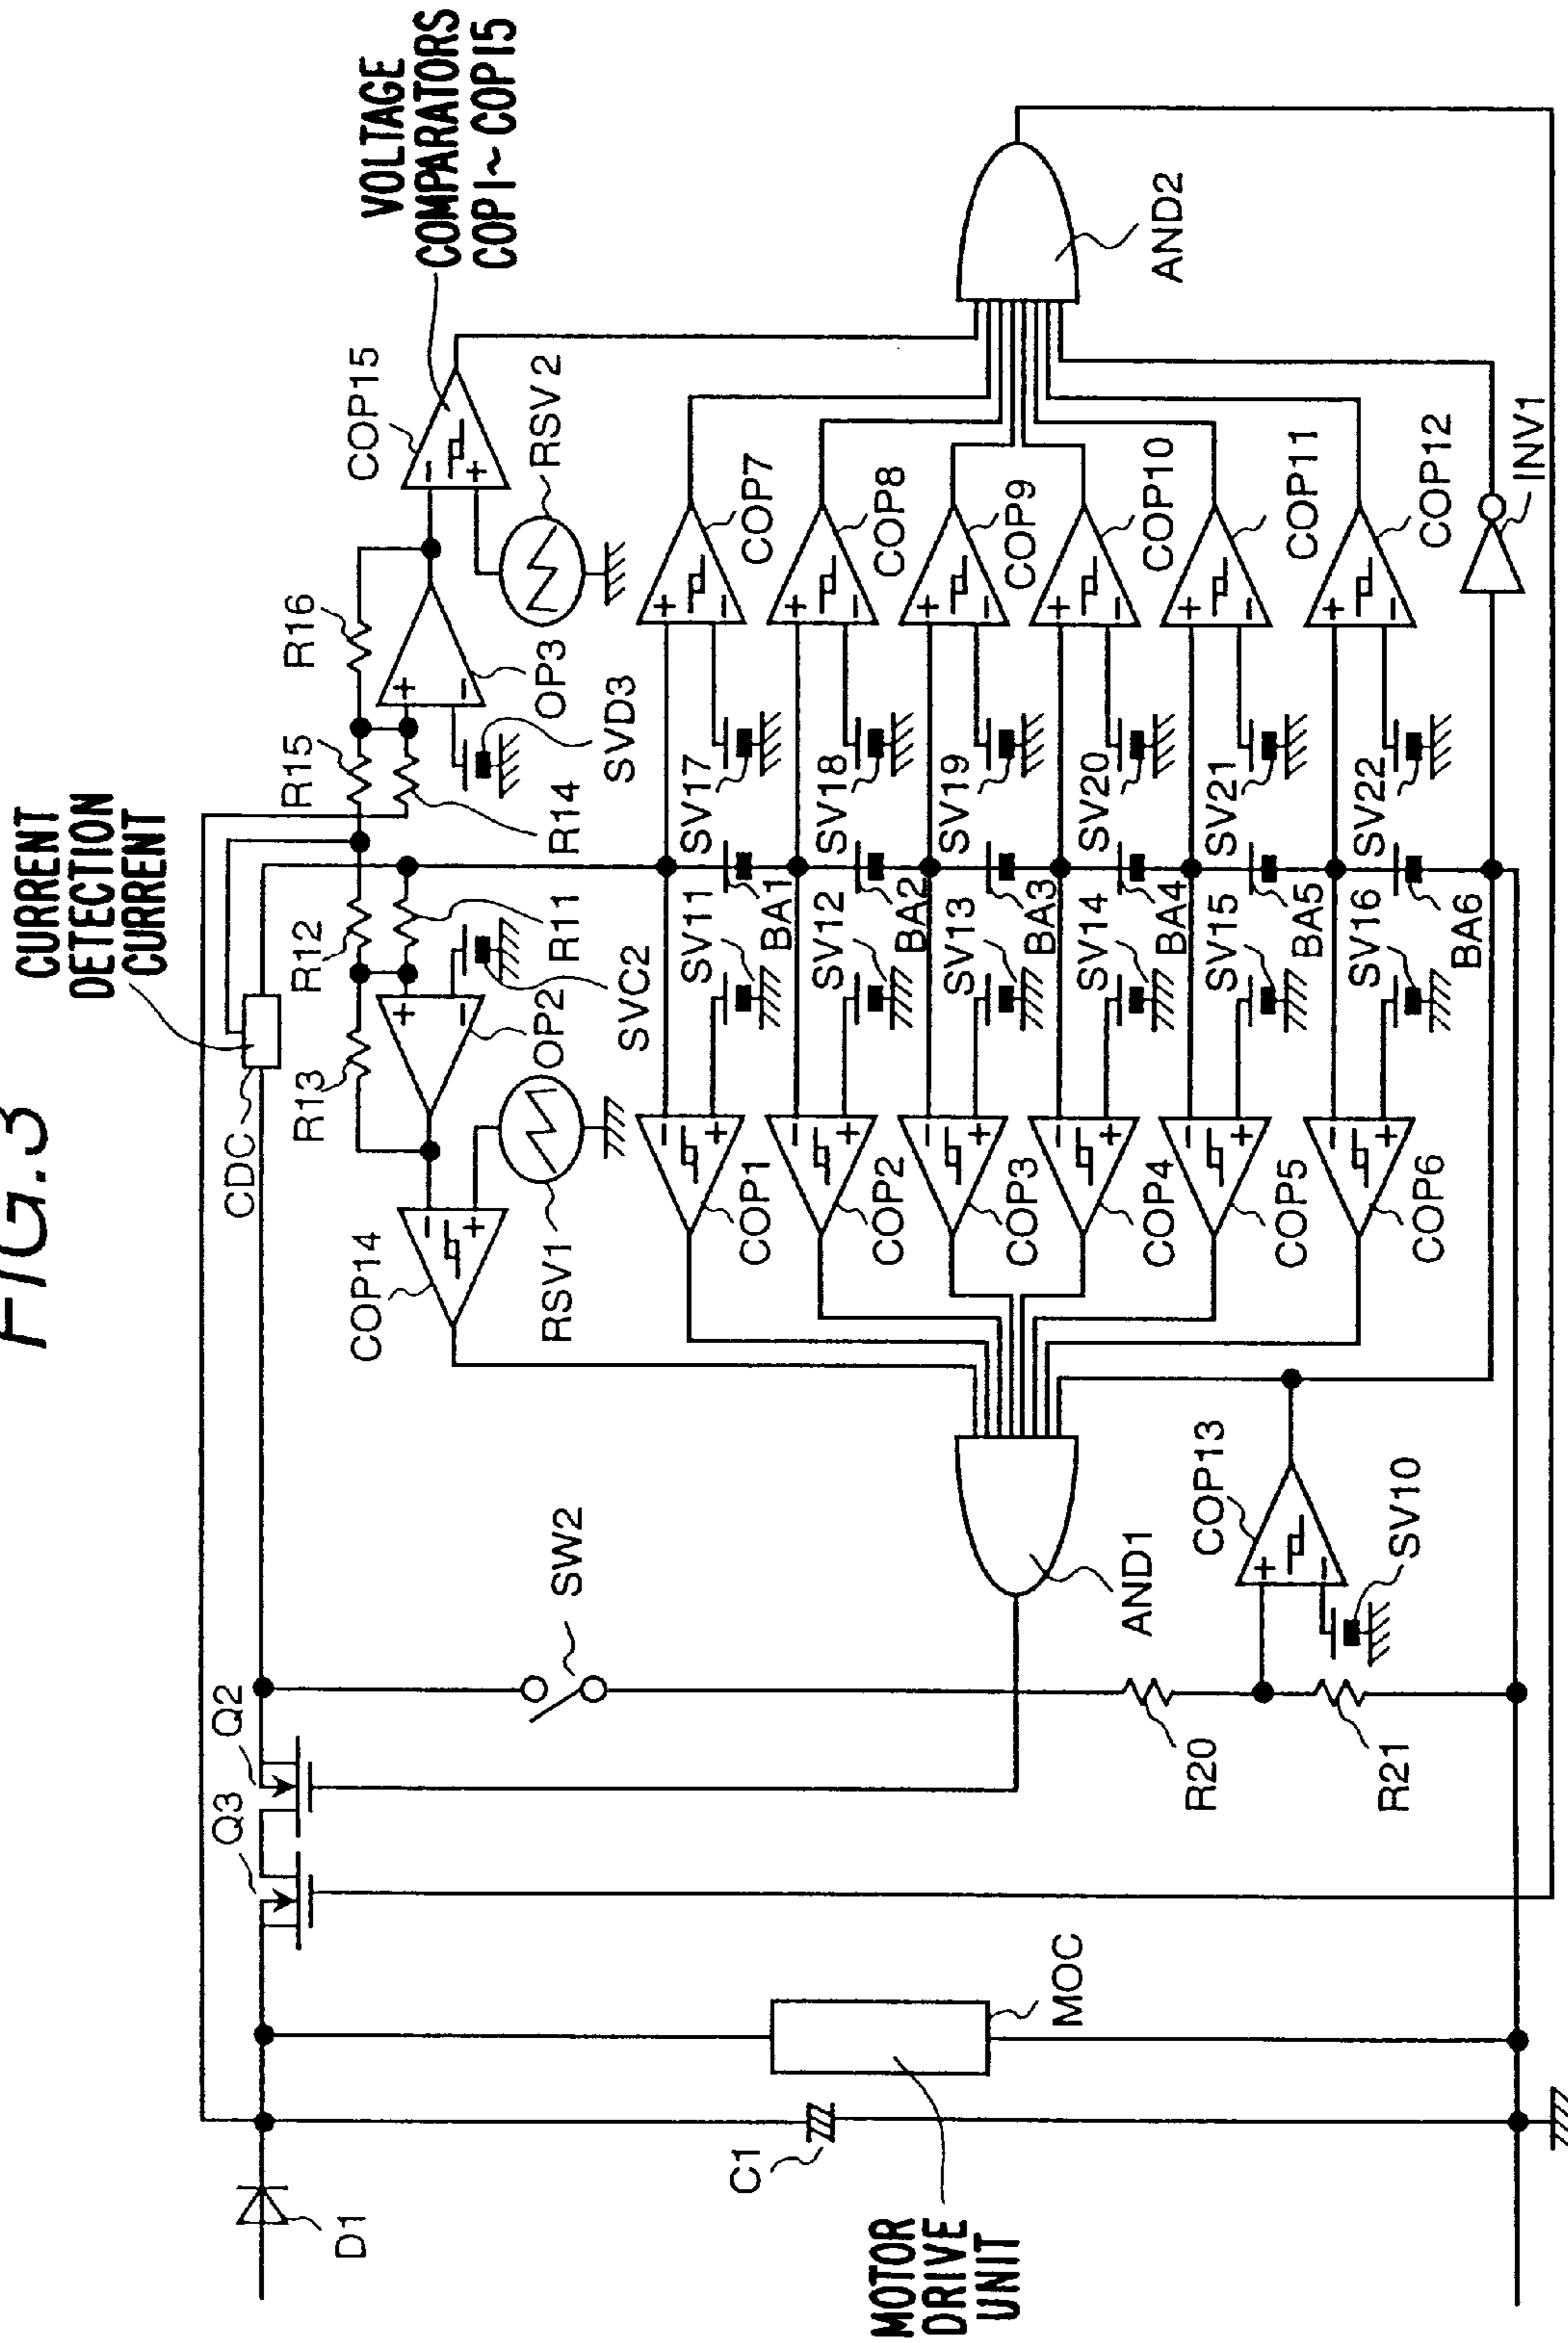 FIG.3
CURRENT
DETECTION
CURRENT
VOLTAGE
COMPARATORS
COP1~COP15
CDC
R13
R12
R15
R16
COP15
Q3
Q2
COP14
RSV1
OP2
SVC2
R11
R14
SVD3
OP3
RSV2
D1
SW2
COP1
SV11
BA1
SV17
COP7
COP2
SV12
BA2
SV18
COP8
COP3
SV13
BA3
SV19
COP9
COP4
SV14
BA4
SV20
COP10
COP5
SV15
BA5
SV21
COP11
COP6
SV16
BA6
SV22
COP12
INV1
AND2
AND1
C1
MOC
MOTOR
DRIVE
UNIT
COP13
SV10
R20
R21